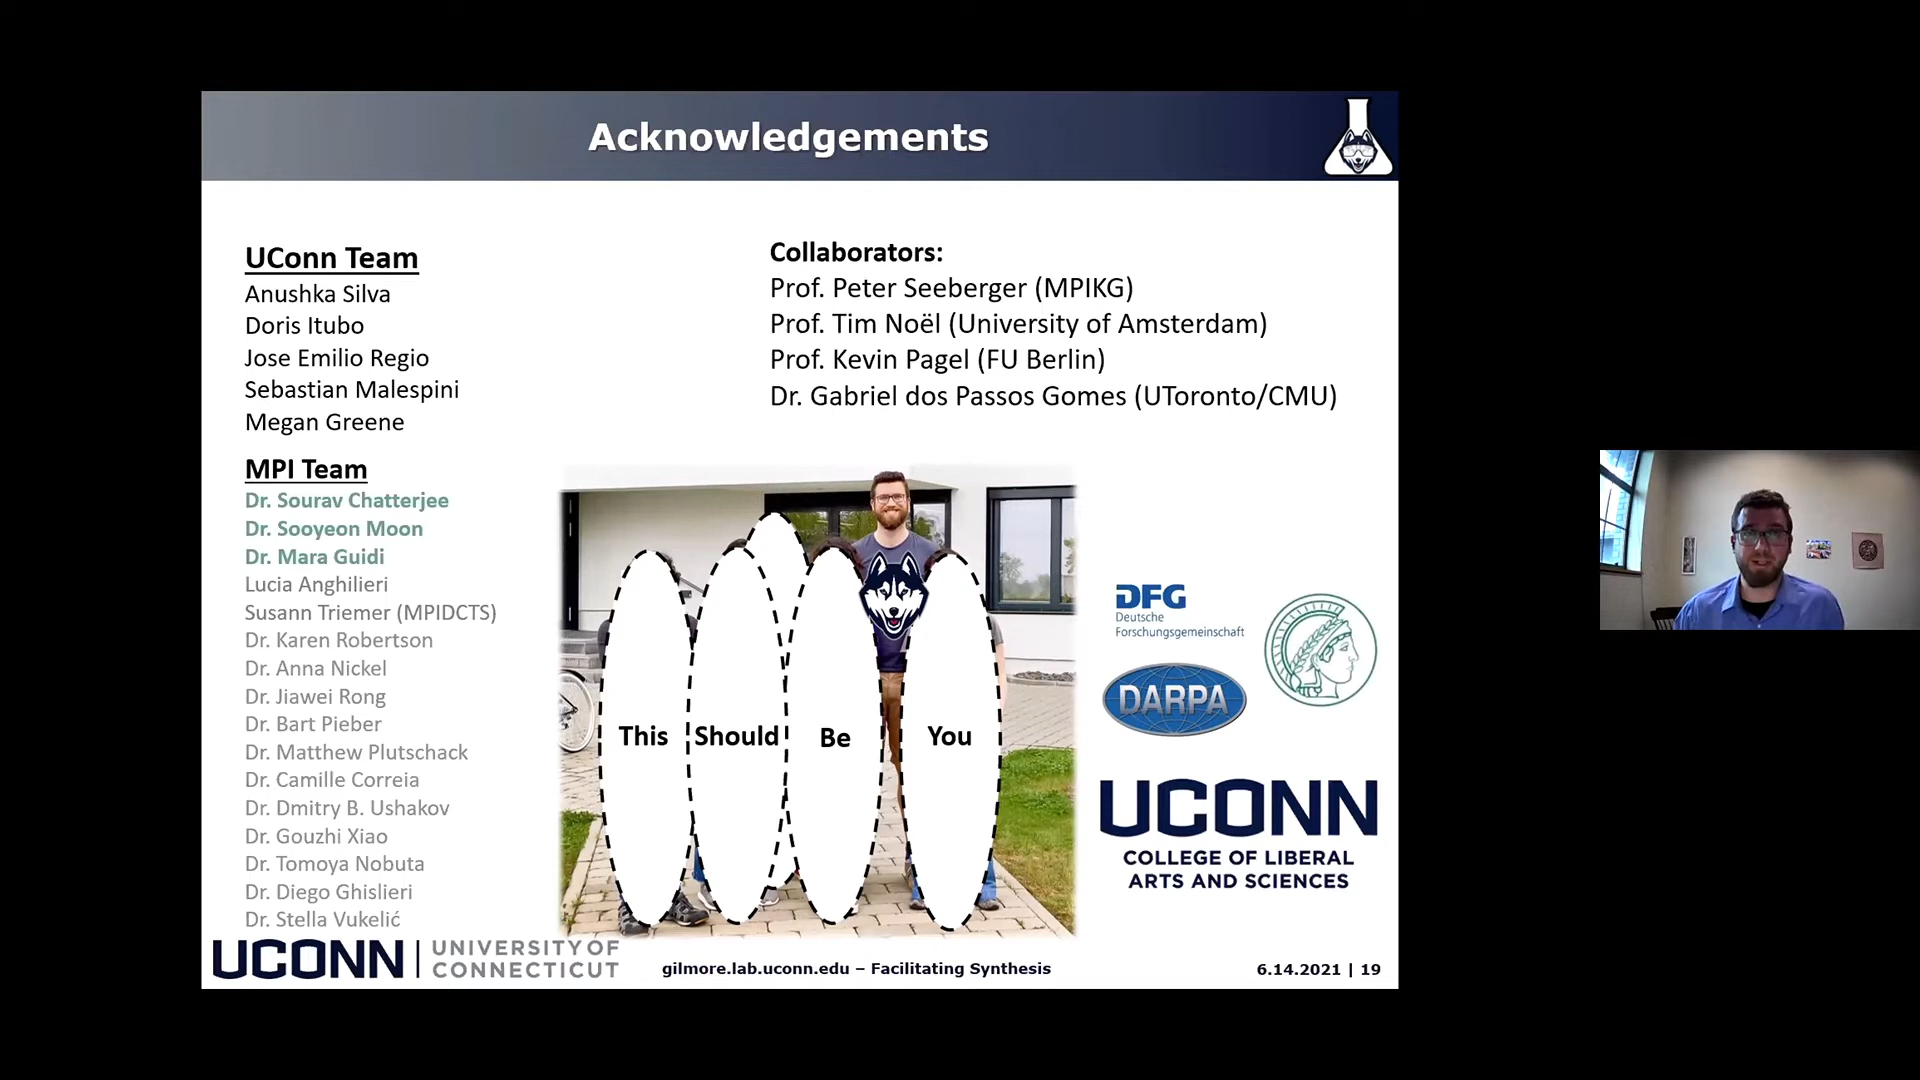 Acknowledgements
UConn Team
Anushka Silva
Doris Itubo
Jose Emilio Regio
Sebastian Malespini
Megan Greene
MPI Team
Dr. Sourav Chatterjee
Dr. Sooyeon Moon
Dr. Mara Guidi
Lucia Anghilieri
Susann Triemer (MPIDCTS)
Dr. Karen Robertson
Dr. Anna Nickel
Dr. Jiawei Rong
Dr. Bart Pieber
Dr. Matthew Plutschack
Dr. Camille Correia
Dr. Dmitry B. Ushakov
Dr. Gouzhi Xiao
Dr. Tomoya Nobuta
Dr. Diego Ghislieri
Dr. Stella Vukelić
Collaborators:
Prof. Peter Seeberger (MPIKG)
Prof. Tim Noël (University of Amsterdam)
Prof. Kevin Pagel (FU Berlin)
Dr. Gabriel dos Passos Gomes (UToronto/CMU)
This Should Be You
DFG
Deutsche
Forschungsgemeinschaft
DARPA
UCONN
COLLEGE OF LIBERAL
ARTS AND SCIENCES
UCONN | UNIVERSITY OF
CONNECTICUT
gilmore.lab.uconn.edu – Facilitating Synthesis
6.14.2021 | 19